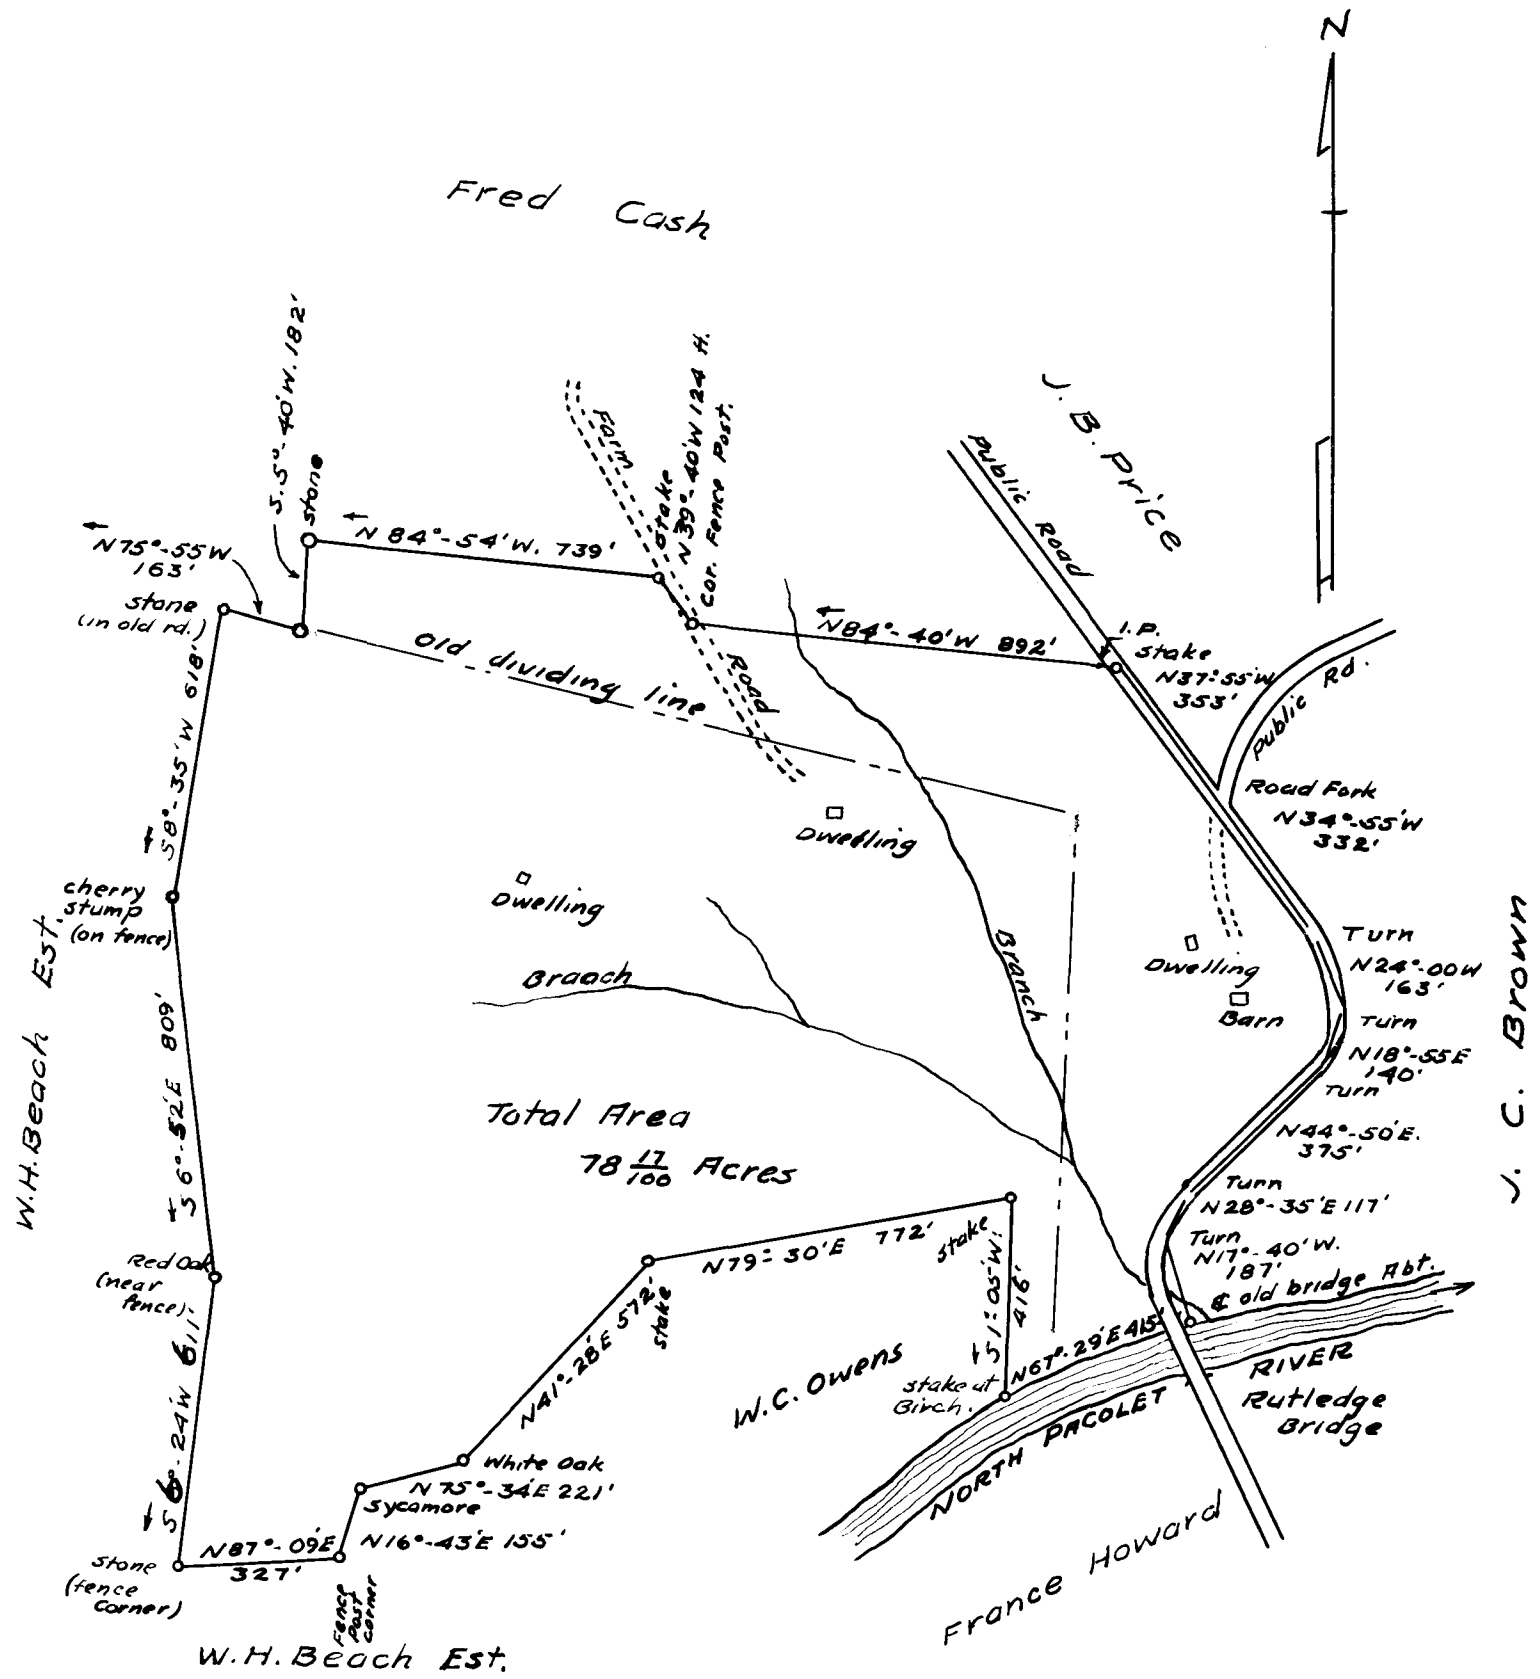 N
Fred Cash
S.5°-40'W.182'
stone
N 84°-54'W. 739'
N75°-55W
163'
stone
(in old rd.)
Farm
Road
stake
N39°-40'W 124 ft.
Cor. Fence Post.
J. B. Price
Public Road
N84°-40'W 892'
I.P.
stake
N37°55'W
353'
Public Rd.
Old dividing line
Road Fork
N34°-55'W
332'
S8°-35'W 618'
Dwelling
Dwelling
cherry
stump
(on fence)
W.H.Beach Est.
Turn
N24°-00W
163'
Dwelling
Barn
Branch
Braach
Turn
N18°-55E
140'
Turn
J. C. Brown
S6°-52'E 809'
Total Area
78 17/100 Acres
N44°-50'E.
375'
Turn
N28°-35'E 117'
Turn
N17°-40'W.
187'
℄ old bridge Abt.
Red Oak
(near
fence)
N79°30'E 772'
stake
stake
S1°05'W.
416'
N67°-29'E 415'
N41°-28'E 572'
W.C. Owens
stake at
Birch.
RIVER
NORTH PACOLET
Rutledge
Bridge
S6°-24'W 611'
White Oak
N75°-34'E 221'
Sycamore
N87°-09'E
327'
N16°-43'E 155'
stone
(fence
corner)
Fence
Post
corner
France Howard
W.H.Beach Est.